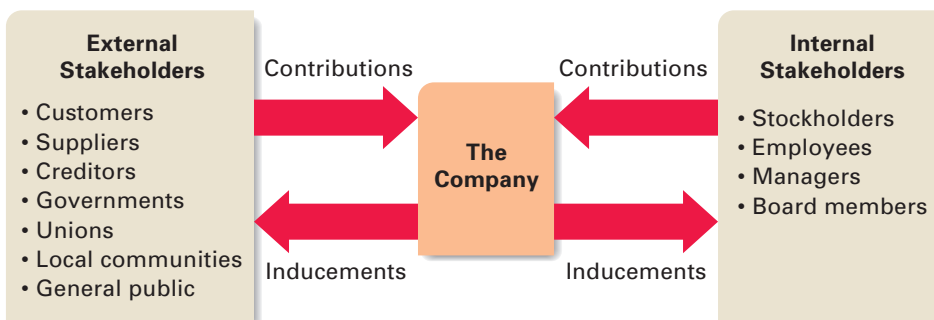 External
Stakeholders
• Customers
• Suppliers
• Creditors
• Governments
• Unions
• Local communities
• General public
Contributions
Inducements
The
Company
Contributions
Inducements
Internal
Stakeholders
• Stockholders
• Employees
• Managers
• Board members